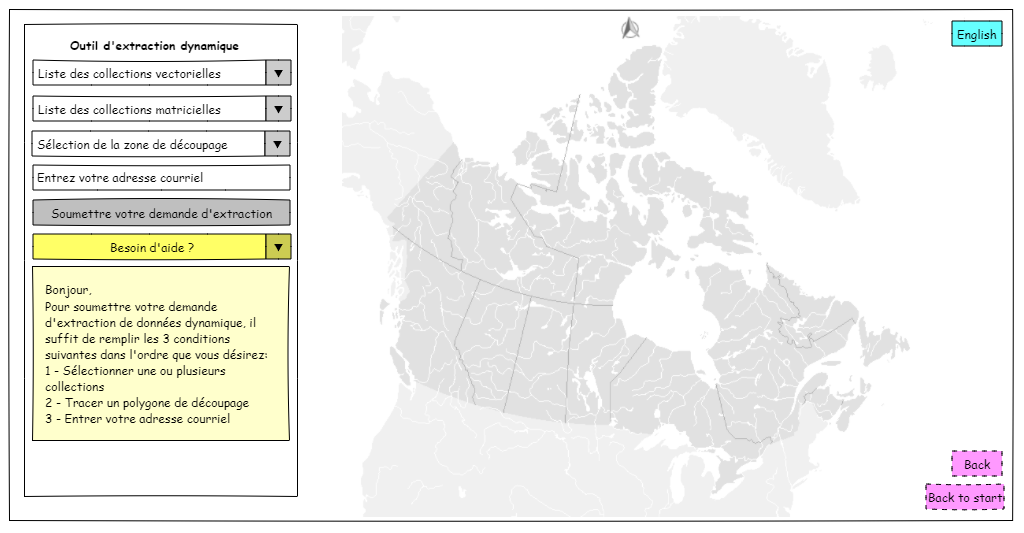 Outil d'extraction dynamique
Liste des collections vectorielles
Liste des collections matricielles
Sélection de la zone de découpage
Entrez votre adresse courriel
Soumettre votre demande d'extraction
Besoin d'aide ?
Bonjour,
Pour soumettre votre demande
d'extraction de données dynamique, il
suffit de remplir les 3 conditions
suivantes dans l'ordre que vous désirez:
1 - Sélectionner une ou plusieurs
collections
2 - Tracer un polygone de découpage
3 - Entrer votre adresse courriel
English
Back
Back to start